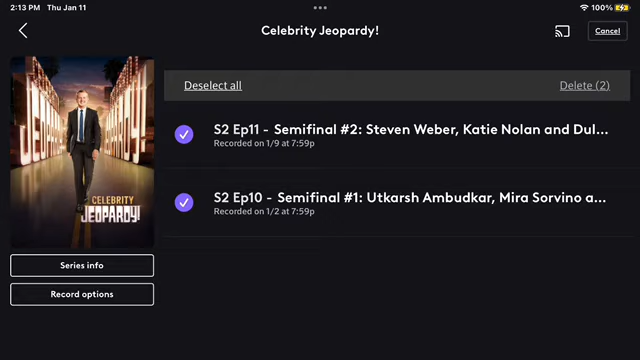 2:13 PM Thu Jan 11
100%
Celebrity Jeopardy!
Cancel
Deselect all
Delete (2)
S2 Ep11 - Semifinal #2: Steven Weber, Katie Nolan and Dul...
Recorded on 1/9 at 7:59p
S2 Ep10 - Semifinal #1: Utkarsh Ambudkar, Mira Sorvino a...
Recorded on 1/2 at 7:59p
JEOPARDY!
CELEBRITY
JEOPARDY!
Series info
Record options